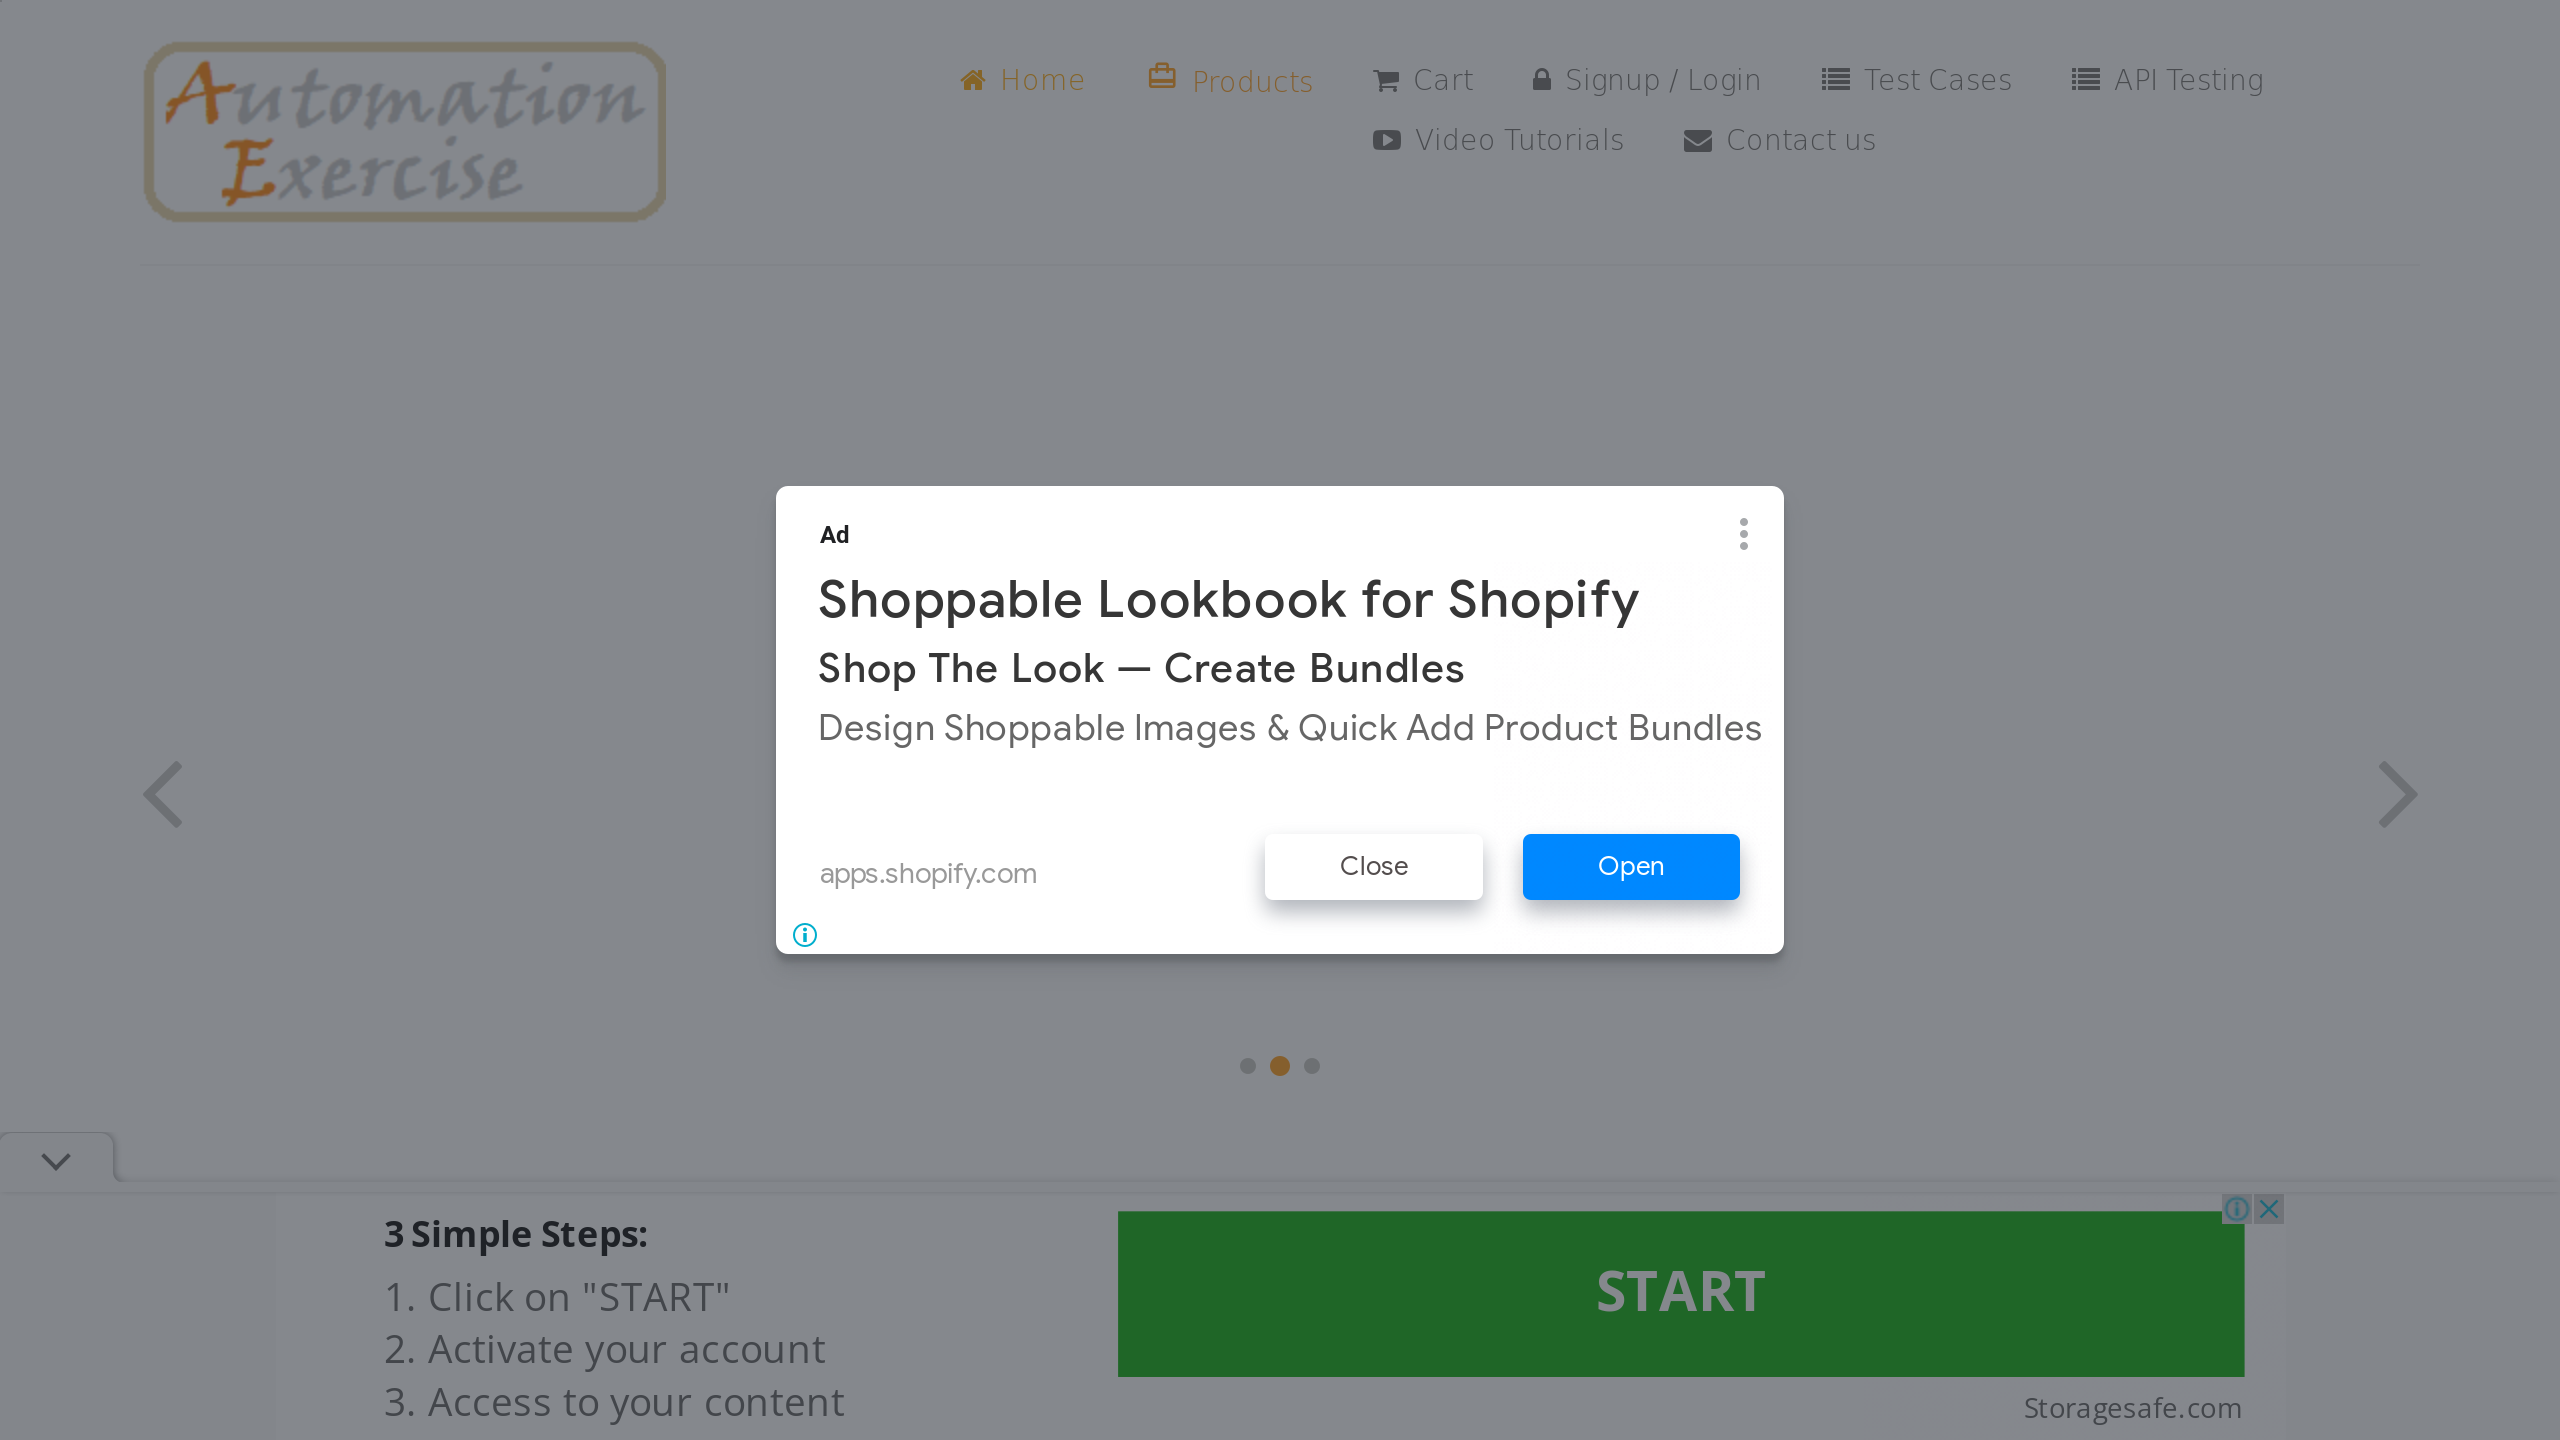 Automation
Exercise
Home
Products
Cart
Signup / Login
Test Cases
API Testing
Video Tutorials
Contact us
Ad
Shoppable Lookbook for Shopify
Shop The Look — Create Bundles
Design Shoppable Images & Quick Add Product Bundles
apps.shopify.com
Close
Open
3 Simple Steps:
1. Click on "START"
2. Activate your account
3. Access to your content
START
Storagesafe.com